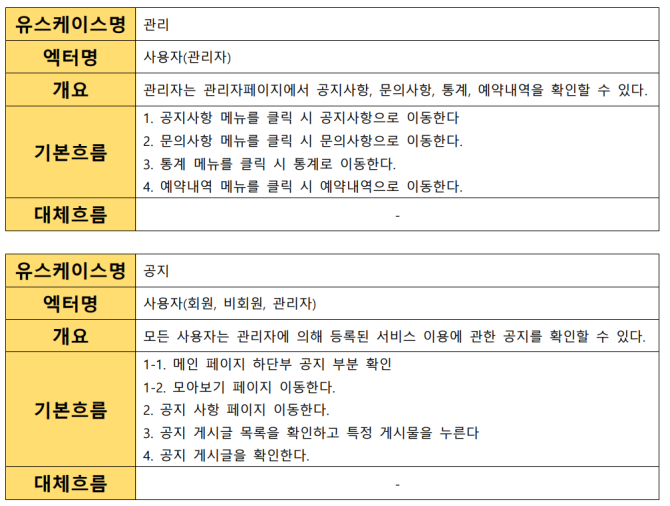 유스케이스명 관리
엑터명 사용자(관리자)
개요 관리자는 관리자페이지에서 공지사항, 문의사항, 통계, 예약내역을 확인할 수 있다.
기본흐름
1. 공지사항 메뉴를 클릭 시 공지사항으로 이동한다
2. 문의사항 메뉴를 클릭 시 문의사항으로 이동한다.
3. 통계 메뉴를 클릭 시 통계로 이동한다.
4. 예약내역 메뉴를 클릭 시 예약내역으로 이동한다.
대체흐름 -
유스케이스명 공지
엑터명 사용자(회원, 비회원, 관리자)
개요 모든 사용자는 관리자에 의해 등록된 서비스 이용에 관한 공지를 확인할 수 있다.
기본흐름
1-1. 메인 페이지 하단부 공지 부분 확인
1-2. 모아보기 페이지 이동한다.
2. 공지 사항 페이지 이동한다.
3. 공지 게시글 목록을 확인하고 특정 게시물을 누른다
4. 공지 게시글을 확인한다.
대체흐름 -